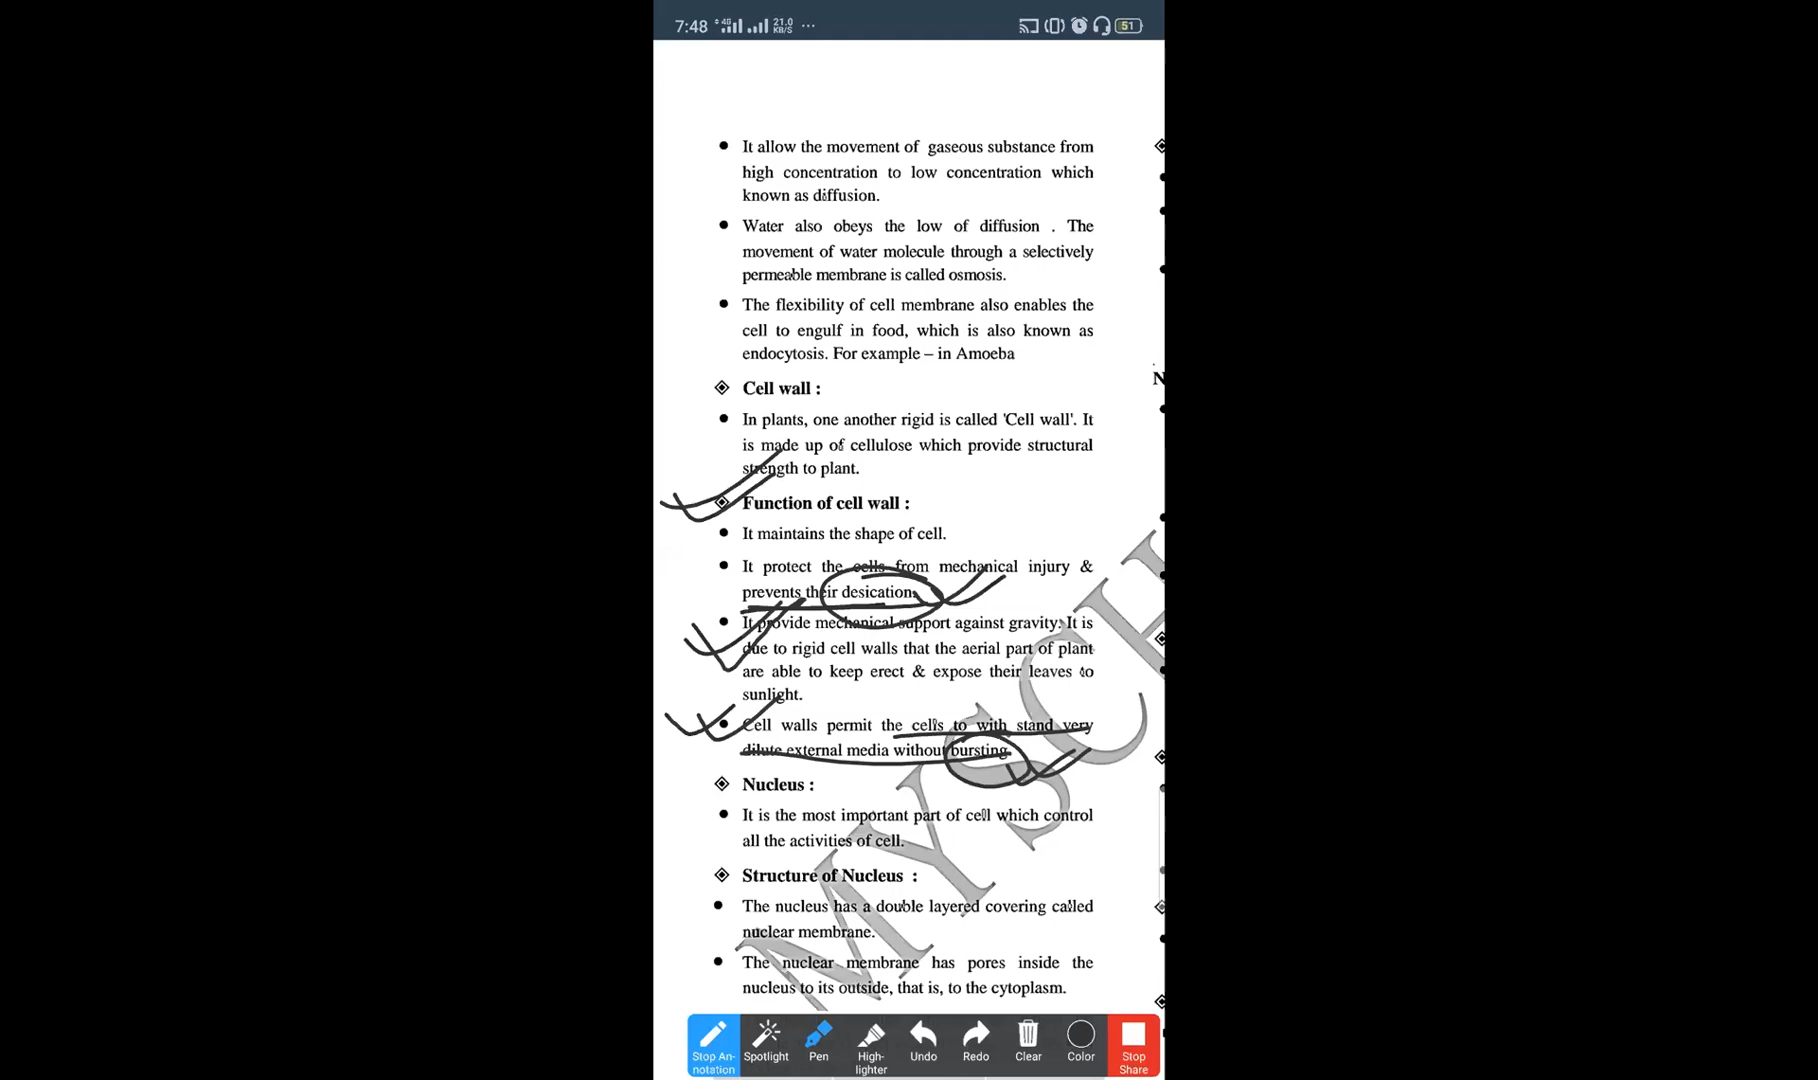 7:48 4G 21.0 KB/S ... 51
• It allow the movement of gaseous substance from
high concentration to low concentration which
known as diffusion.
• Water also obeys the low of diffusion . The
movement of water molecule through a selectively
permeable membrane is called osmosis.
• The flexibility of cell membrane also enables the
cell to engulf in food, which is also known as
endocytosis. For example – in Amoeba
Cell wall :
• In plants, one another rigid is called 'Cell wall'. It
is made up of cellulose which provide structural
strength to plant.
Function of cell wall :
• It maintains the shape of cell.
• It protect the cells from mechanical injury &
prevents their desication.
• It provide mechanical support against gravity. It is
due to rigid cell walls that the aerial part of plant
are able to keep erect & expose their leaves to
sunlight.
• Cell walls permit the cells to with stand very
dilute external media without bursting.
Nucleus :
• It is the most important part of cell which control
all the activities of cell.
Structure of Nucleus :
• The nucleus has a double layered covering called
nuclear membrane.
• The nuclear membrane has pores inside the
nucleus to its outside, that is, to the cytoplasm.
N
MYSCH
Stop An-
notation
Spotlight
Pen
High-
lighter
Undo
Redo
Clear
Color
Stop
Share